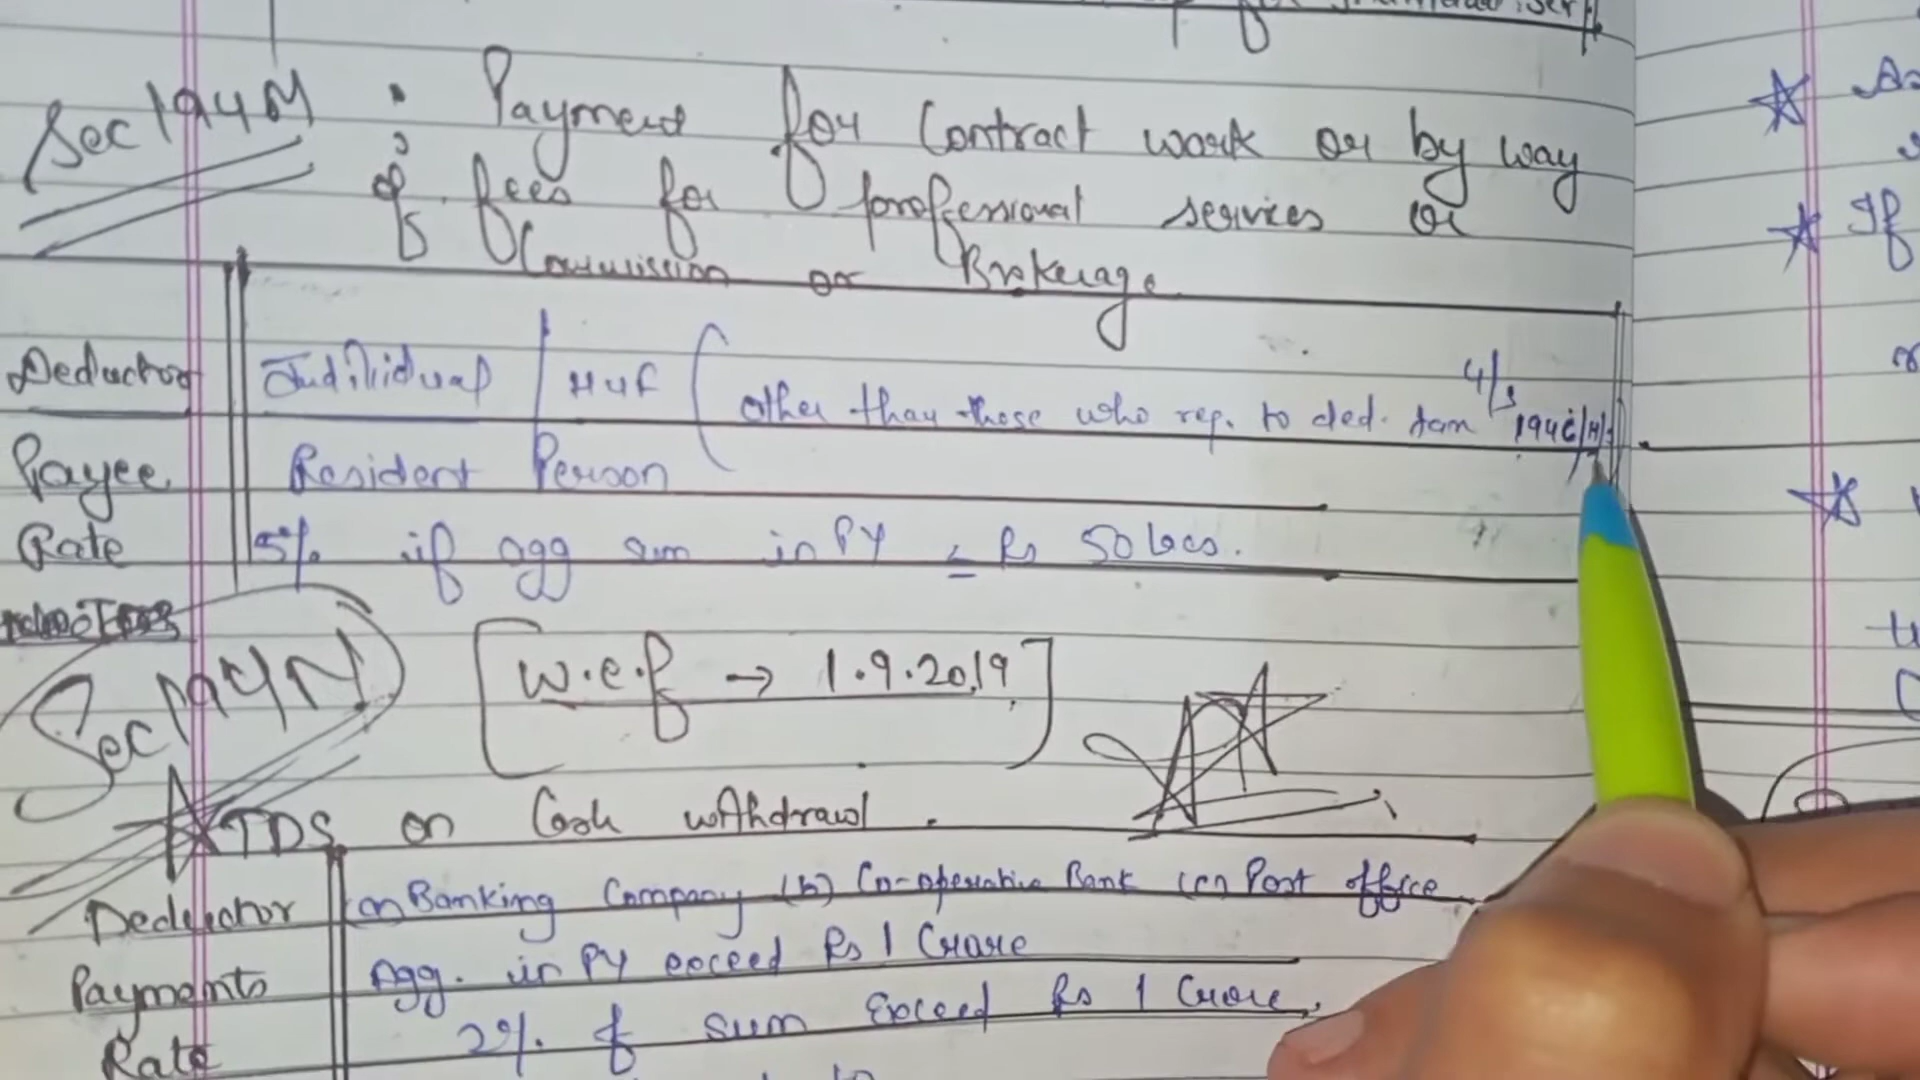 Sec 194M : Payment for Contract work or by way
of fees for professional services or
Commission or Brokerage
Deductor Individual / HUF (other than those who req. to ded. tax u/s 194C/H/J
Payee Resident Person
Rate 5% if agg sum in PY ≤ Rs 50 lacs.
Sec 194N [W.e.f → 1.9.2019]
TDS on Cash withdrawl.
Deductor (a) Banking Company (b) Co-operative Bank (c) Post office
Payments Agg. in PY exceed Rs 1 Crore
Rate 2% of sum Exceed Rs 1 Crore.
If